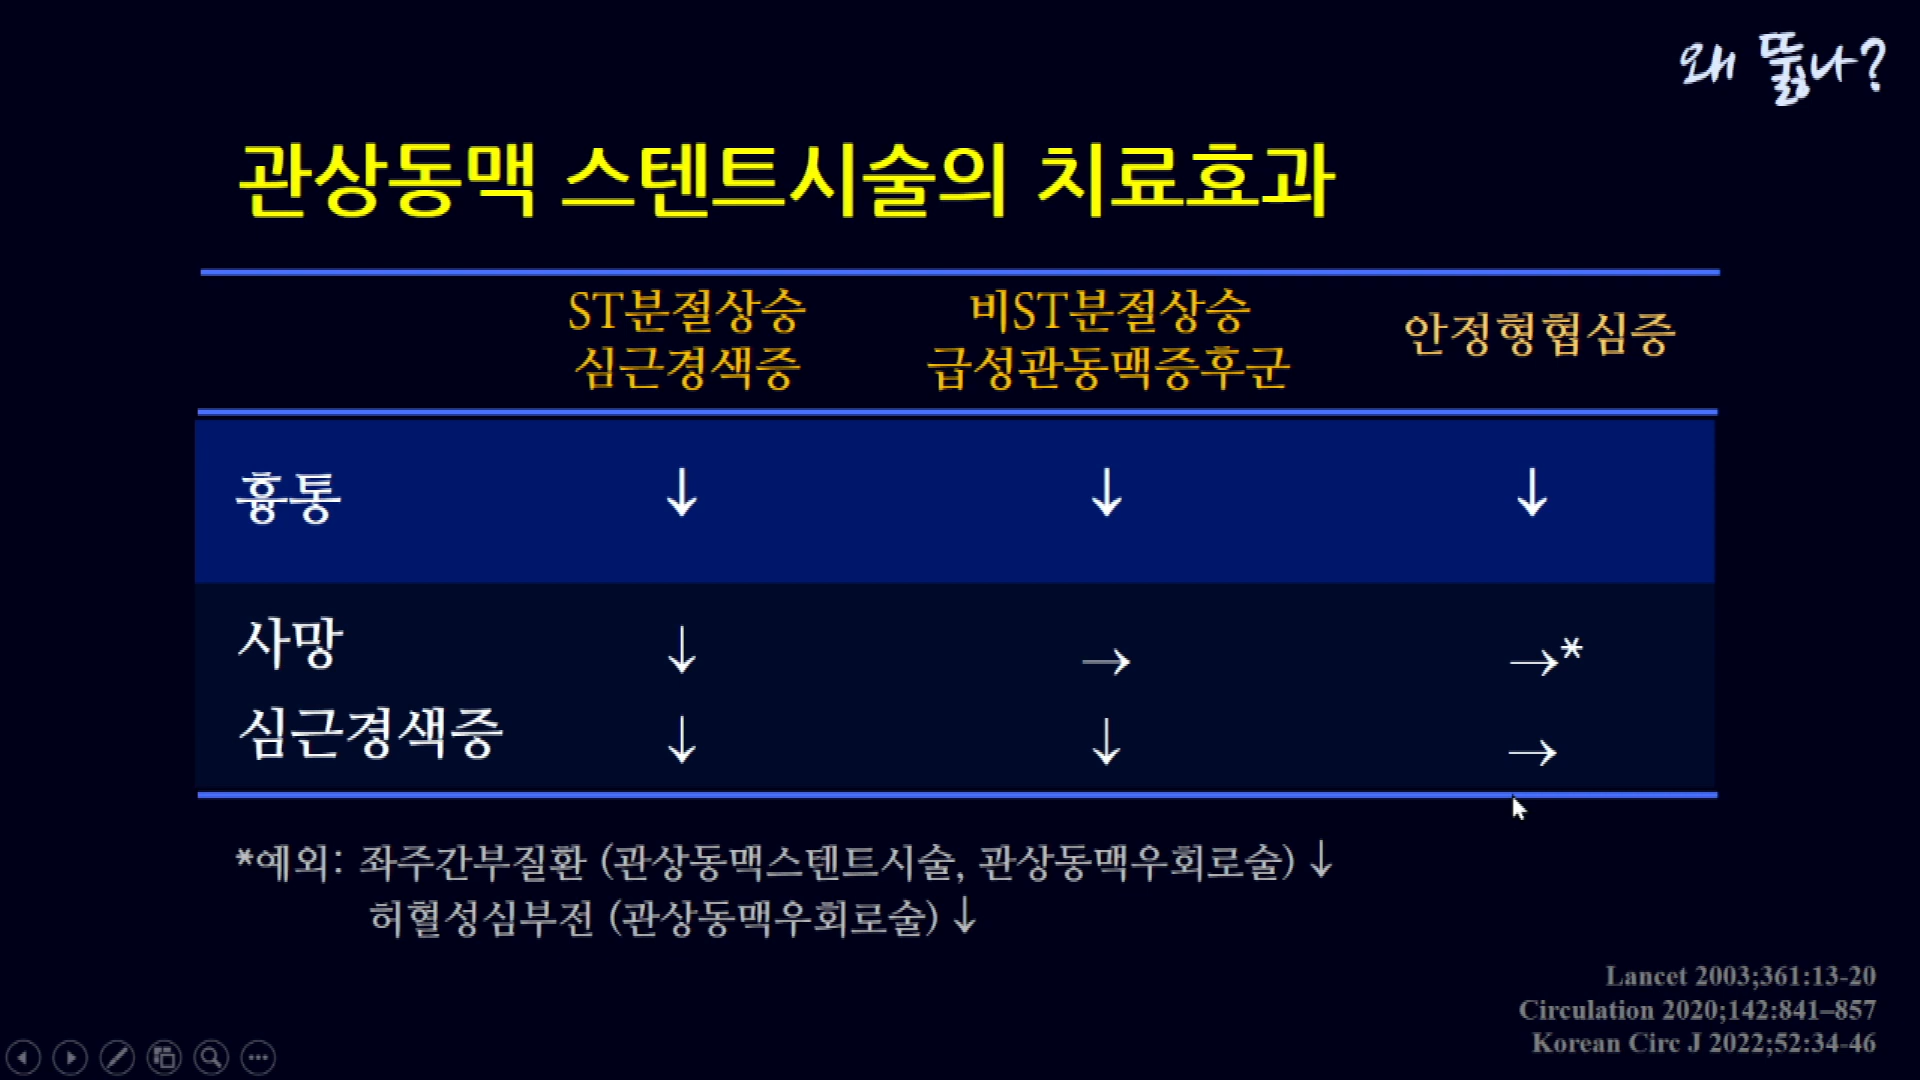 왜 뚫나?
관상동맥 스텐트시술의 치료효과
ST분절상승 비ST분절상승 안정형협심증
심근경색증 급성관동맥증후군
흉통 ↓ ↓ ↓
사망 ↓ → →*
심근경색증 ↓ ↓ →
*예외: 좌주간부질환 (관상동맥스텐트시술, 관상동맥우회로술) ↓
허혈성심부전 (관상동맥우회로술) ↓
Lancet 2003;361:13-20
Circulation 2020;142:841–857
Korean Circ J 2022;52:34-46